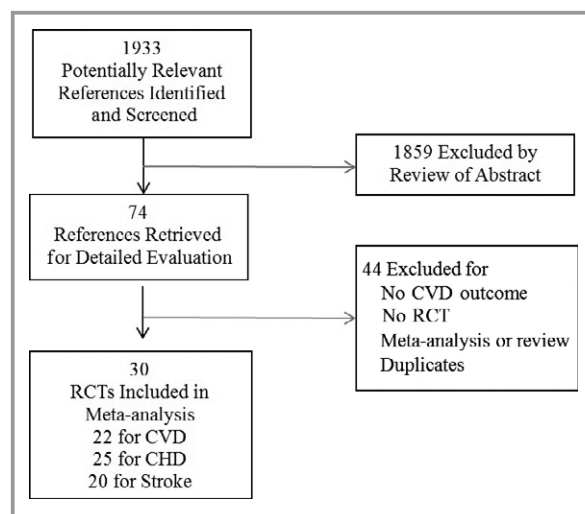 1933
Potentially Relevant
References Identified
and Screened
1859 Excluded by
Review of Abstract
74
References Retrieved
for Detailed Evaluation
44 Excluded for
No CVD outcome
No RCT
Meta-analysis or review
Duplicates
30
RCTs Included in
Meta-analysis
22 for CVD
25 for CHD
20 for Stroke